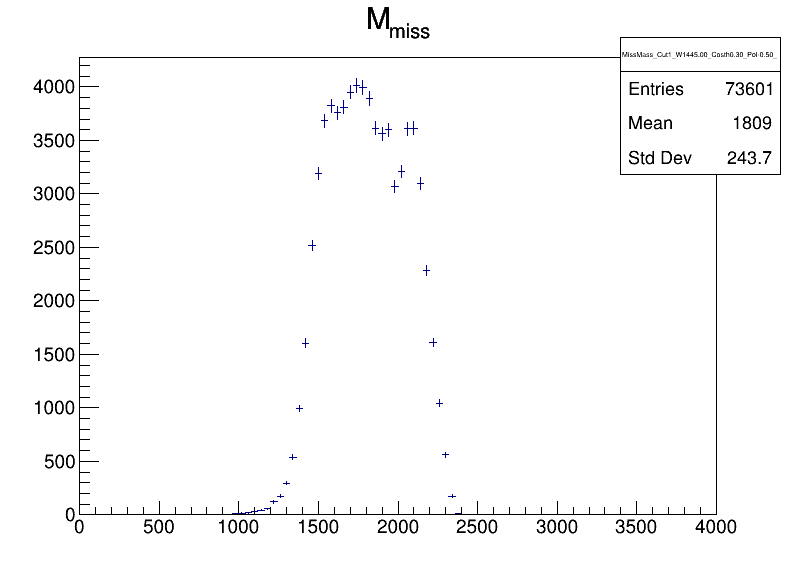 M_miss
MissMass_Cut1_W1445.00_Costh0.30_Pol-0.50_
Entries 73601
Mean 1809
Std Dev 243.7
4000
3500
3000
2500
2000
1500
1000
500
0
0 500 1000 1500 2000 2500 3000 3500 4000